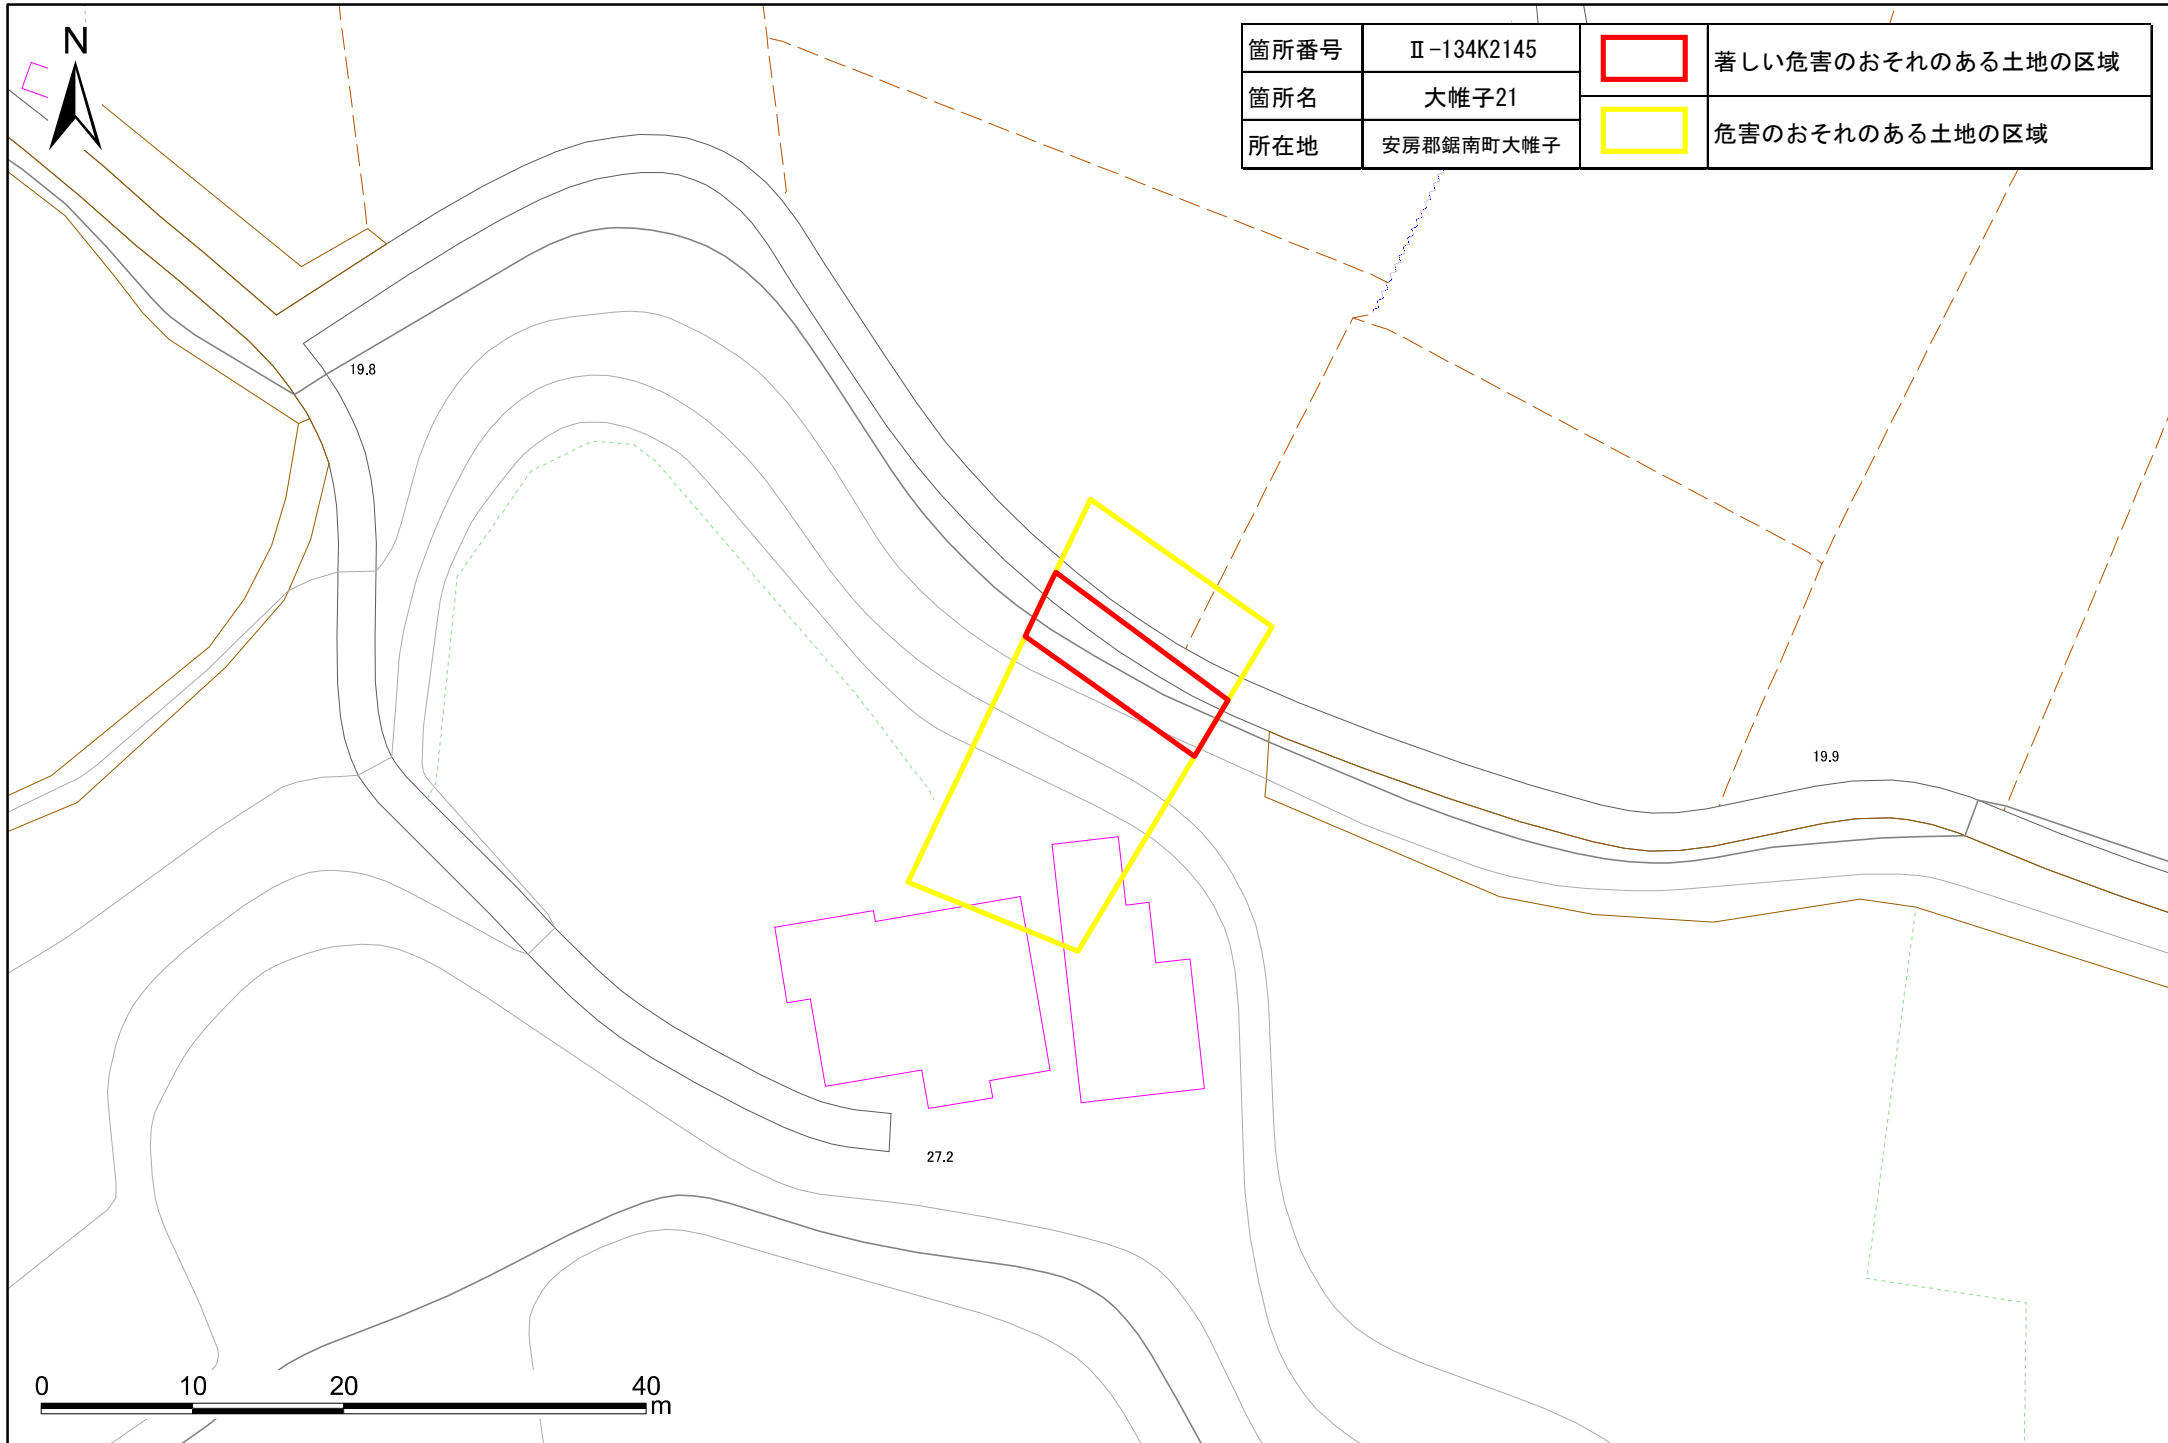 N
箇所番号 Ⅱ-134K2145
箇所名 大帷子21
所在地 安房郡鋸南町大帷子
著しい危害のおそれのある土地の区域
危害のおそれのある土地の区域
19.8
19.9
27.2
0 10 20 40 m